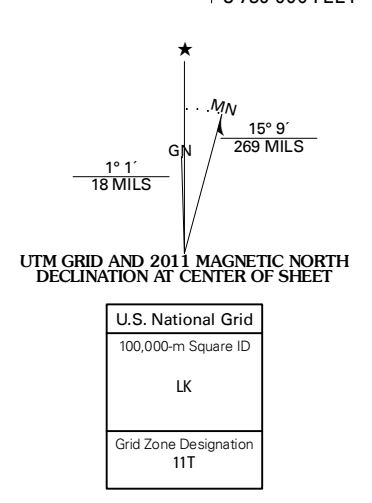 ★
MN
15° 9´
269 MILS
GN
1° 1´
18 MILS
UTM GRID AND 2011 MAGNETIC NORTH
DECLINATION AT CENTER OF SHEET
U.S. National Grid
100,000-m Square ID
LK
Grid Zone Designation
11T